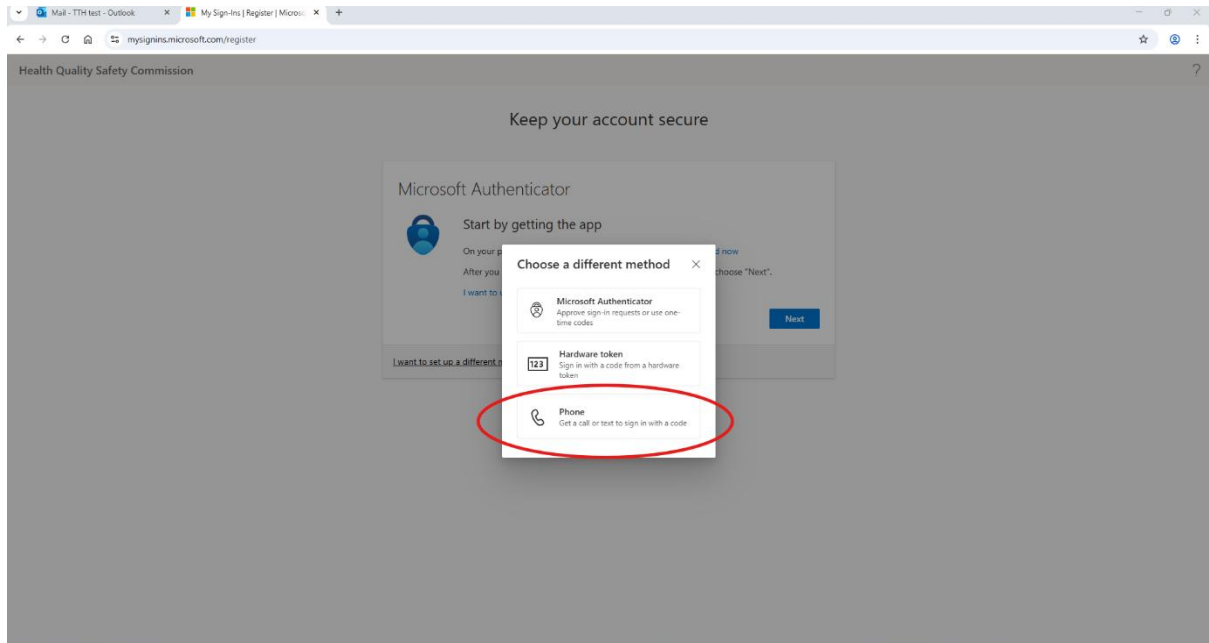 Mail - TTH test - Outlook
My Sign-Ins | Register | Microso
mysignins.microsoft.com/register
Health Quality Safety Commission
?
Keep your account secure
Microsoft Authenticator
Start by getting the app
On your p
d now
After you
choose "Next".
I want to
Next
I want to set up a different
Choose a different method
Microsoft Authenticator
Approve sign-in requests or use one-
time codes
123
Hardware token
Sign in with a code from a hardware
token
Phone
Get a call or text to sign in with a code